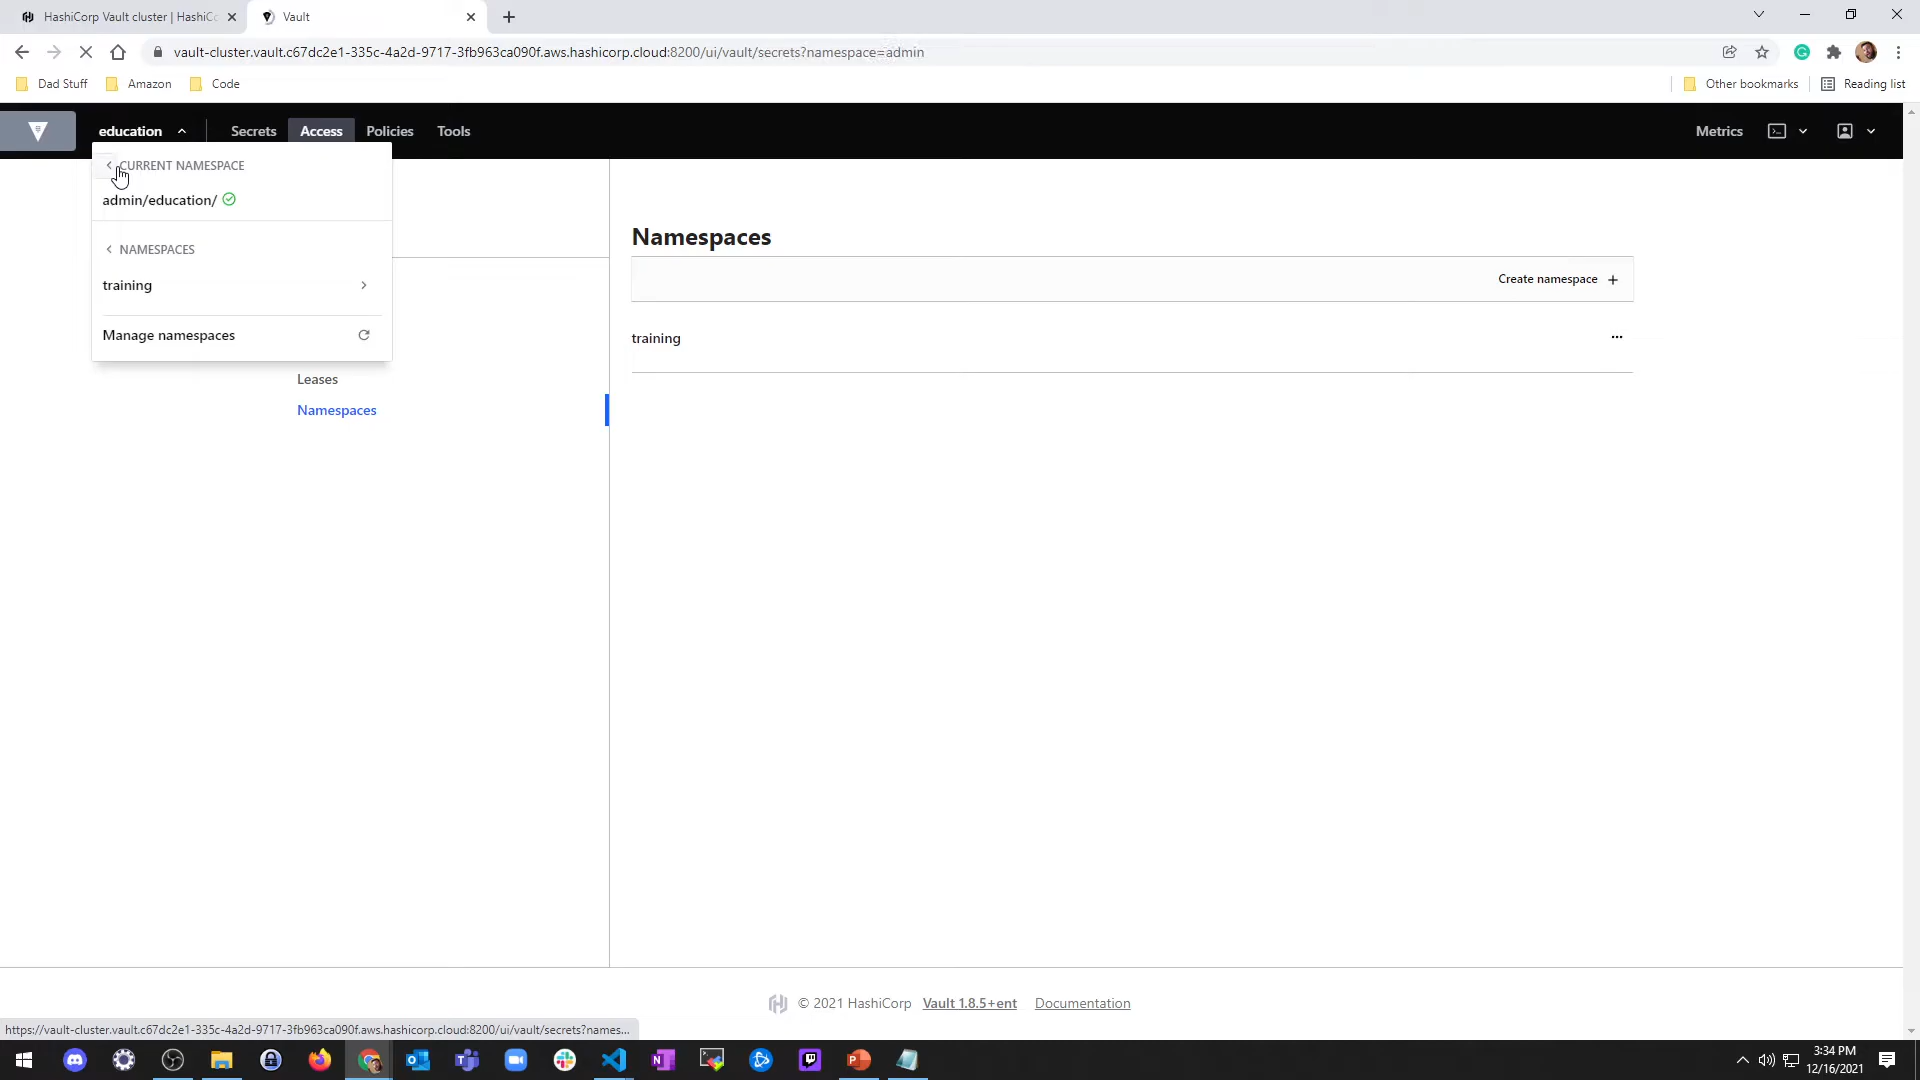 HashiCorp Vault cluster | HashiC
Vault
vault-cluster.vault.c67dc2e1-335c-4a2d-9717-3fb963ca090f.aws.hashicorp.cloud:8200/ui/vault/secrets?namespace=admin
Dad Stuff
Amazon
Code
Other bookmarks
Reading list
education
Secrets
Access
Policies
Tools
Metrics
CURRENT NAMESPACE
admin/education/
NAMESPACES
training
Manage namespaces
Leases
Namespaces
Namespaces
Create namespace +
training
© 2021 HashiCorp Vault 1.8.5+ent Documentation
https://vault-cluster.vault.c67dc2e1-335c-4a2d-9717-3fb963ca090f.aws.hashicorp.cloud:8200/ui/vault/secrets?names...
3:34 PM
12/16/2021